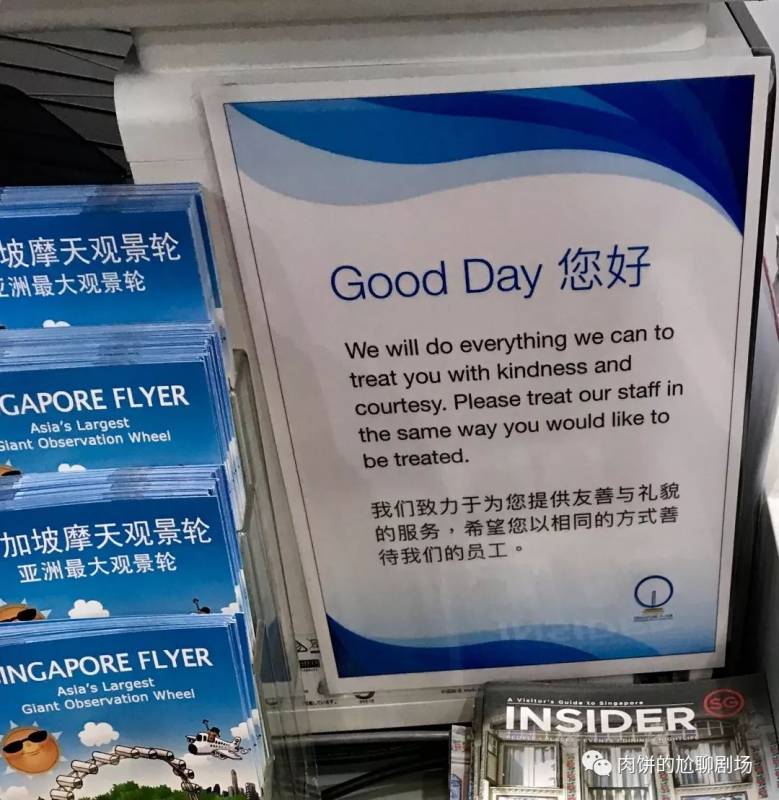 坡摩天观景轮
亚洲最大观景轮
GAPORE FLYER
Asia's Largest
Giant Observation Wheel
加坡摩天观景轮
亚洲最大观景轮
INGAPORE FLYER
Asia's Largest
Giant Observation Wheel
Good Day 您好
We will do everything we can to
treat you with kindness and
courtesy. Please treat our staff in
the same way you would like to
be treated.
我们致力于为您提供友善与礼貌
的服务，希望您以相同的方式善
待我们的员工。
SINGAPORE FLYER
A Visitor's Guide to Singapore
INSIDER
SG
肉饼的尬聊剧场